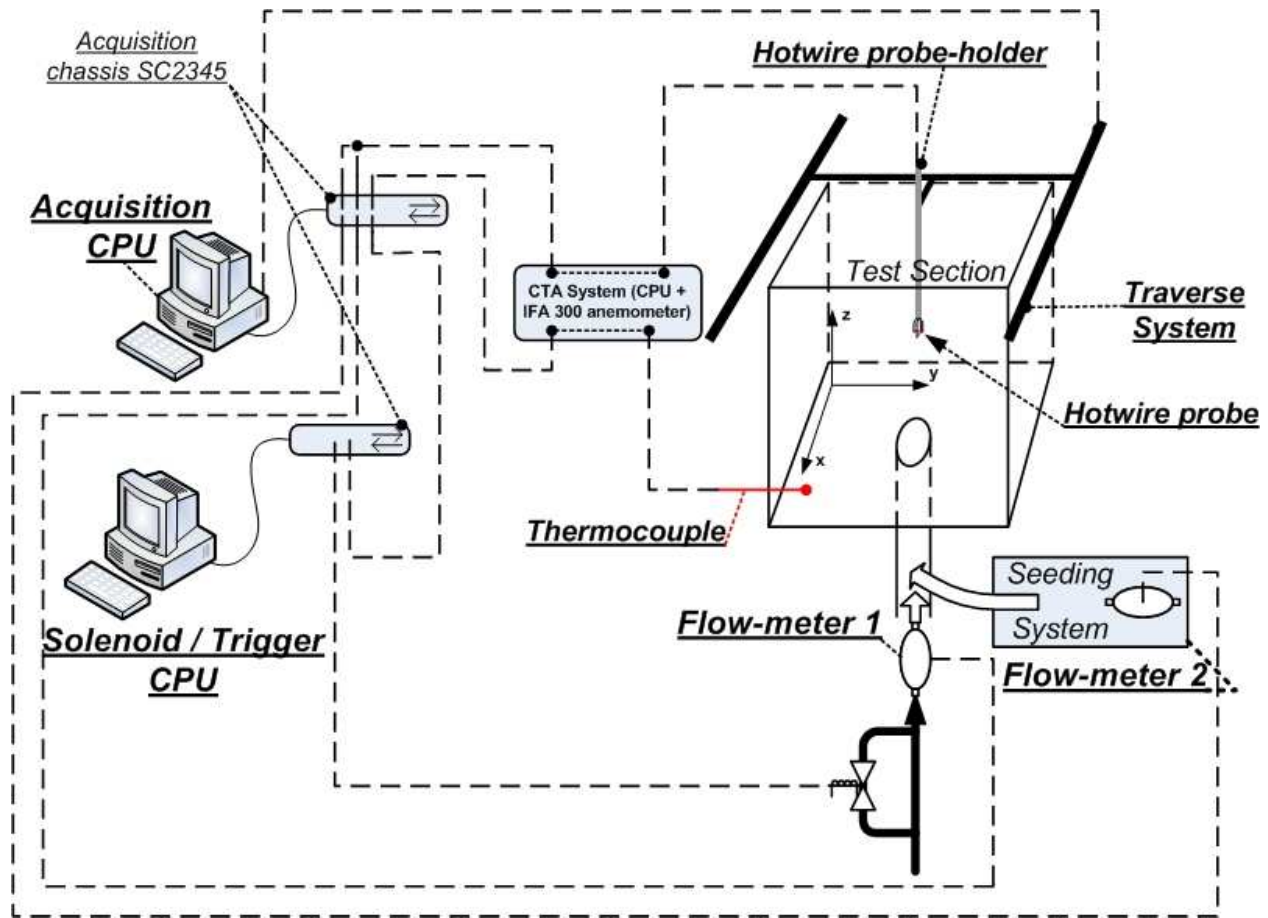 Acquisition
chassis SC2345
Hotwire probe-holder
Acquisition
CPU
Test Section
CTA System (CPU +
IFA 300 anemometer)
Traverse
System
z
y
x
Hotwire probe
Thermocouple
Seeding
System
Flow-meter 1
Flow-meter 2
Solenoid / Trigger
CPU